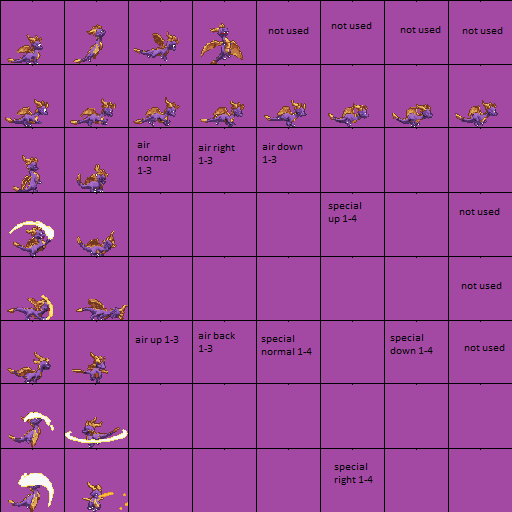 not used
not used
not used
not used
air
normal
1-3
air right
1-3
air down
1-3
special
up 1-4
not used
not used
air up 1-3
air back
1-3
special
normal 1-4
special
down 1-4
not used
special
right 1-4